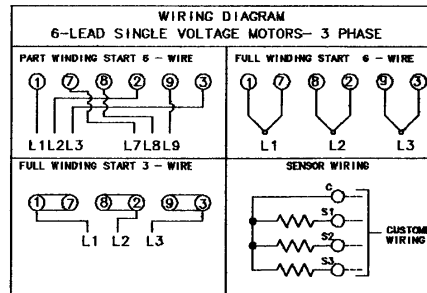 WIRING DIAGRAM
6-LEAD SINGLE VOLTAGE MOTORS- 3 PHASE
PART WINDING START 6 - WIRE
1 7 8 2 9 3
L1 L2 L3 L7 L8 L9
FULL WINDING START 6 - WIRE
1 7 8 2 9 3
L1 L2 L3
FULL WINDING START 3 - WIRE
1 7 8 2 9 3
L1 L2 L3
SENSOR WIRING
C
S1
S2
S3
CUSTOME
WIRING